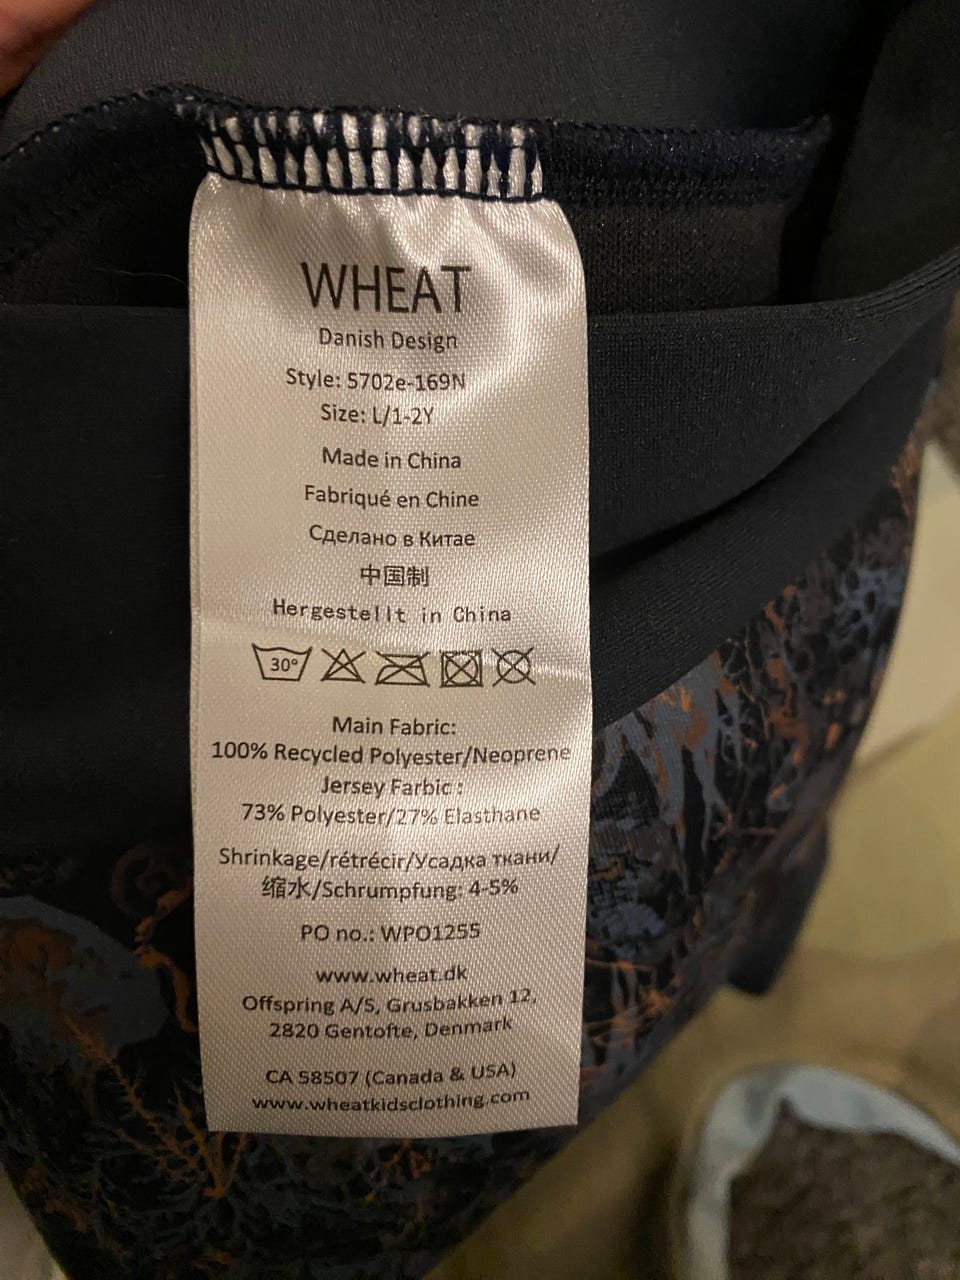 WHEAT
Danish Design
Style: 5702e-169N
Size: L/1-2Y
Made in China
Fabriqué en Chine
Сделано в Китае
中国制
Hergestellt in China
30°
Main Fabric:
100% Recycled Polyester/Neoprene
Jersey Farbic :
73% Polyester/27% Elasthane
Shrinkage/rétrécir/Усадка ткани/
缩水/Schrumpfung: 4-5%
PO no.: WPO1255
www.wheat.dk
Offspring A/S, Grusbakken 12,
2820 Gentofte, Denmark
CA 58507 (Canada & USA)
www.wheatkidsclothing.com